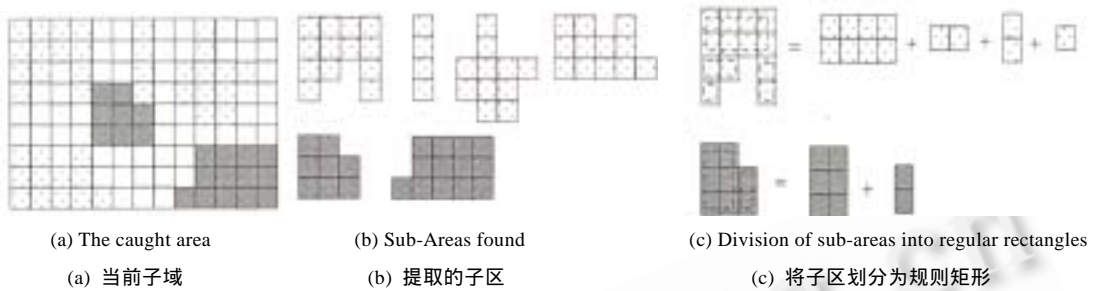 (a) The caught area
(b) Sub-Areas found
(c) Division of sub-areas into regular rectangles
(a) 当前子域
(b) 提取的子区
(c) 将子区划分为规则矩形